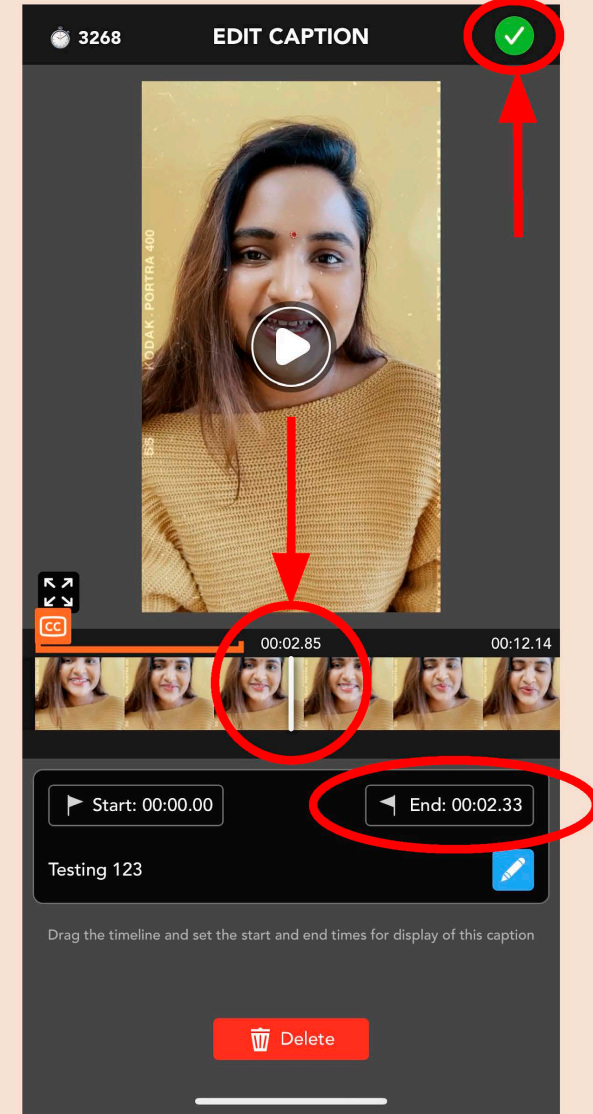 3268
EDIT CAPTION
KODAK . PORTRA 400
CC
00:02.85
00:12.14
Start: 00:00.00
End: 00:02.33
Testing 123
Drag the timeline and set the start and end times for display of this caption
Delete